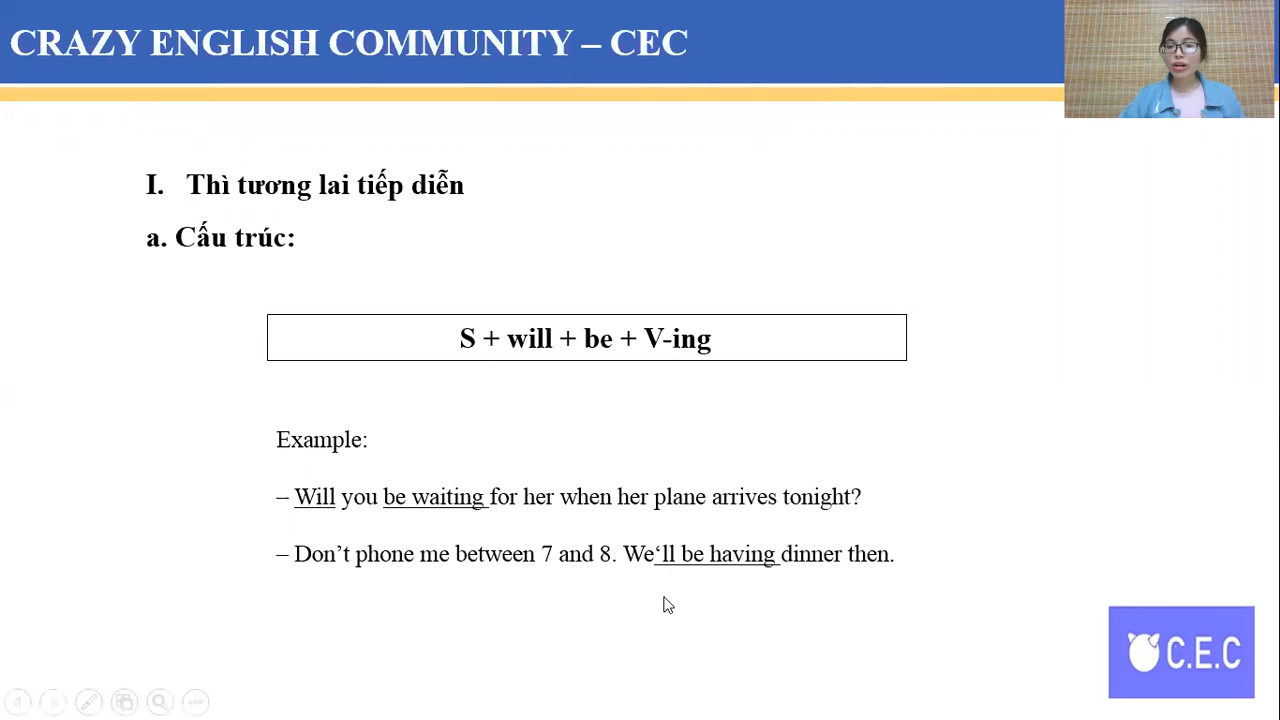 CRAZY ENGLISH COMMUNITY – CEC
I. Thì tương lai tiếp diễn
a. Cấu trúc:
S + will + be + V-ing
Example:
– Will you be waiting for her when her plane arrives tonight?
– Don’t phone me between 7 and 8. We‘ll be having dinner then.
C.E.C